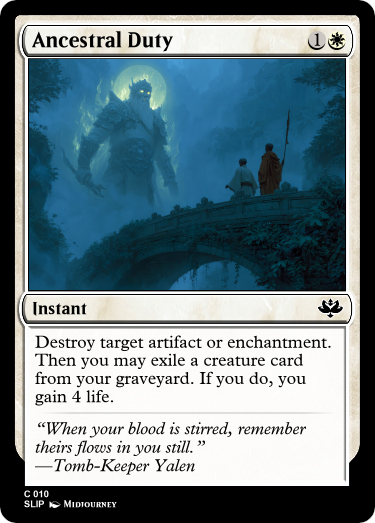 Ancestral Duty 1
Instant
Destroy target artifact or enchantment.
Then you may exile a creature card
from your graveyard. If you do, you
gain 4 life.
“When your blood is stirred, remember
theirs flows in you still.”
—Tomb-Keeper Yalen
C 010
SLIP Midjourney